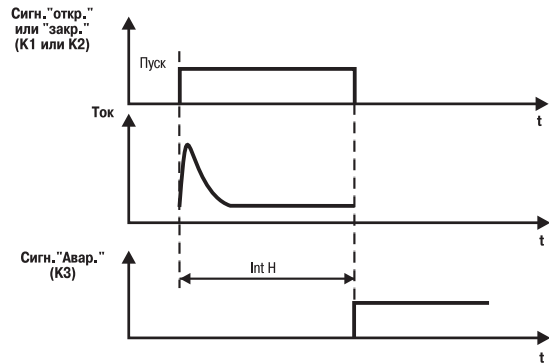 Сигн."откр."
или "закр."
(К1 или К2)
Пуск
t
Ток
t
Сигн."Авар."
(К3)
Int H
t